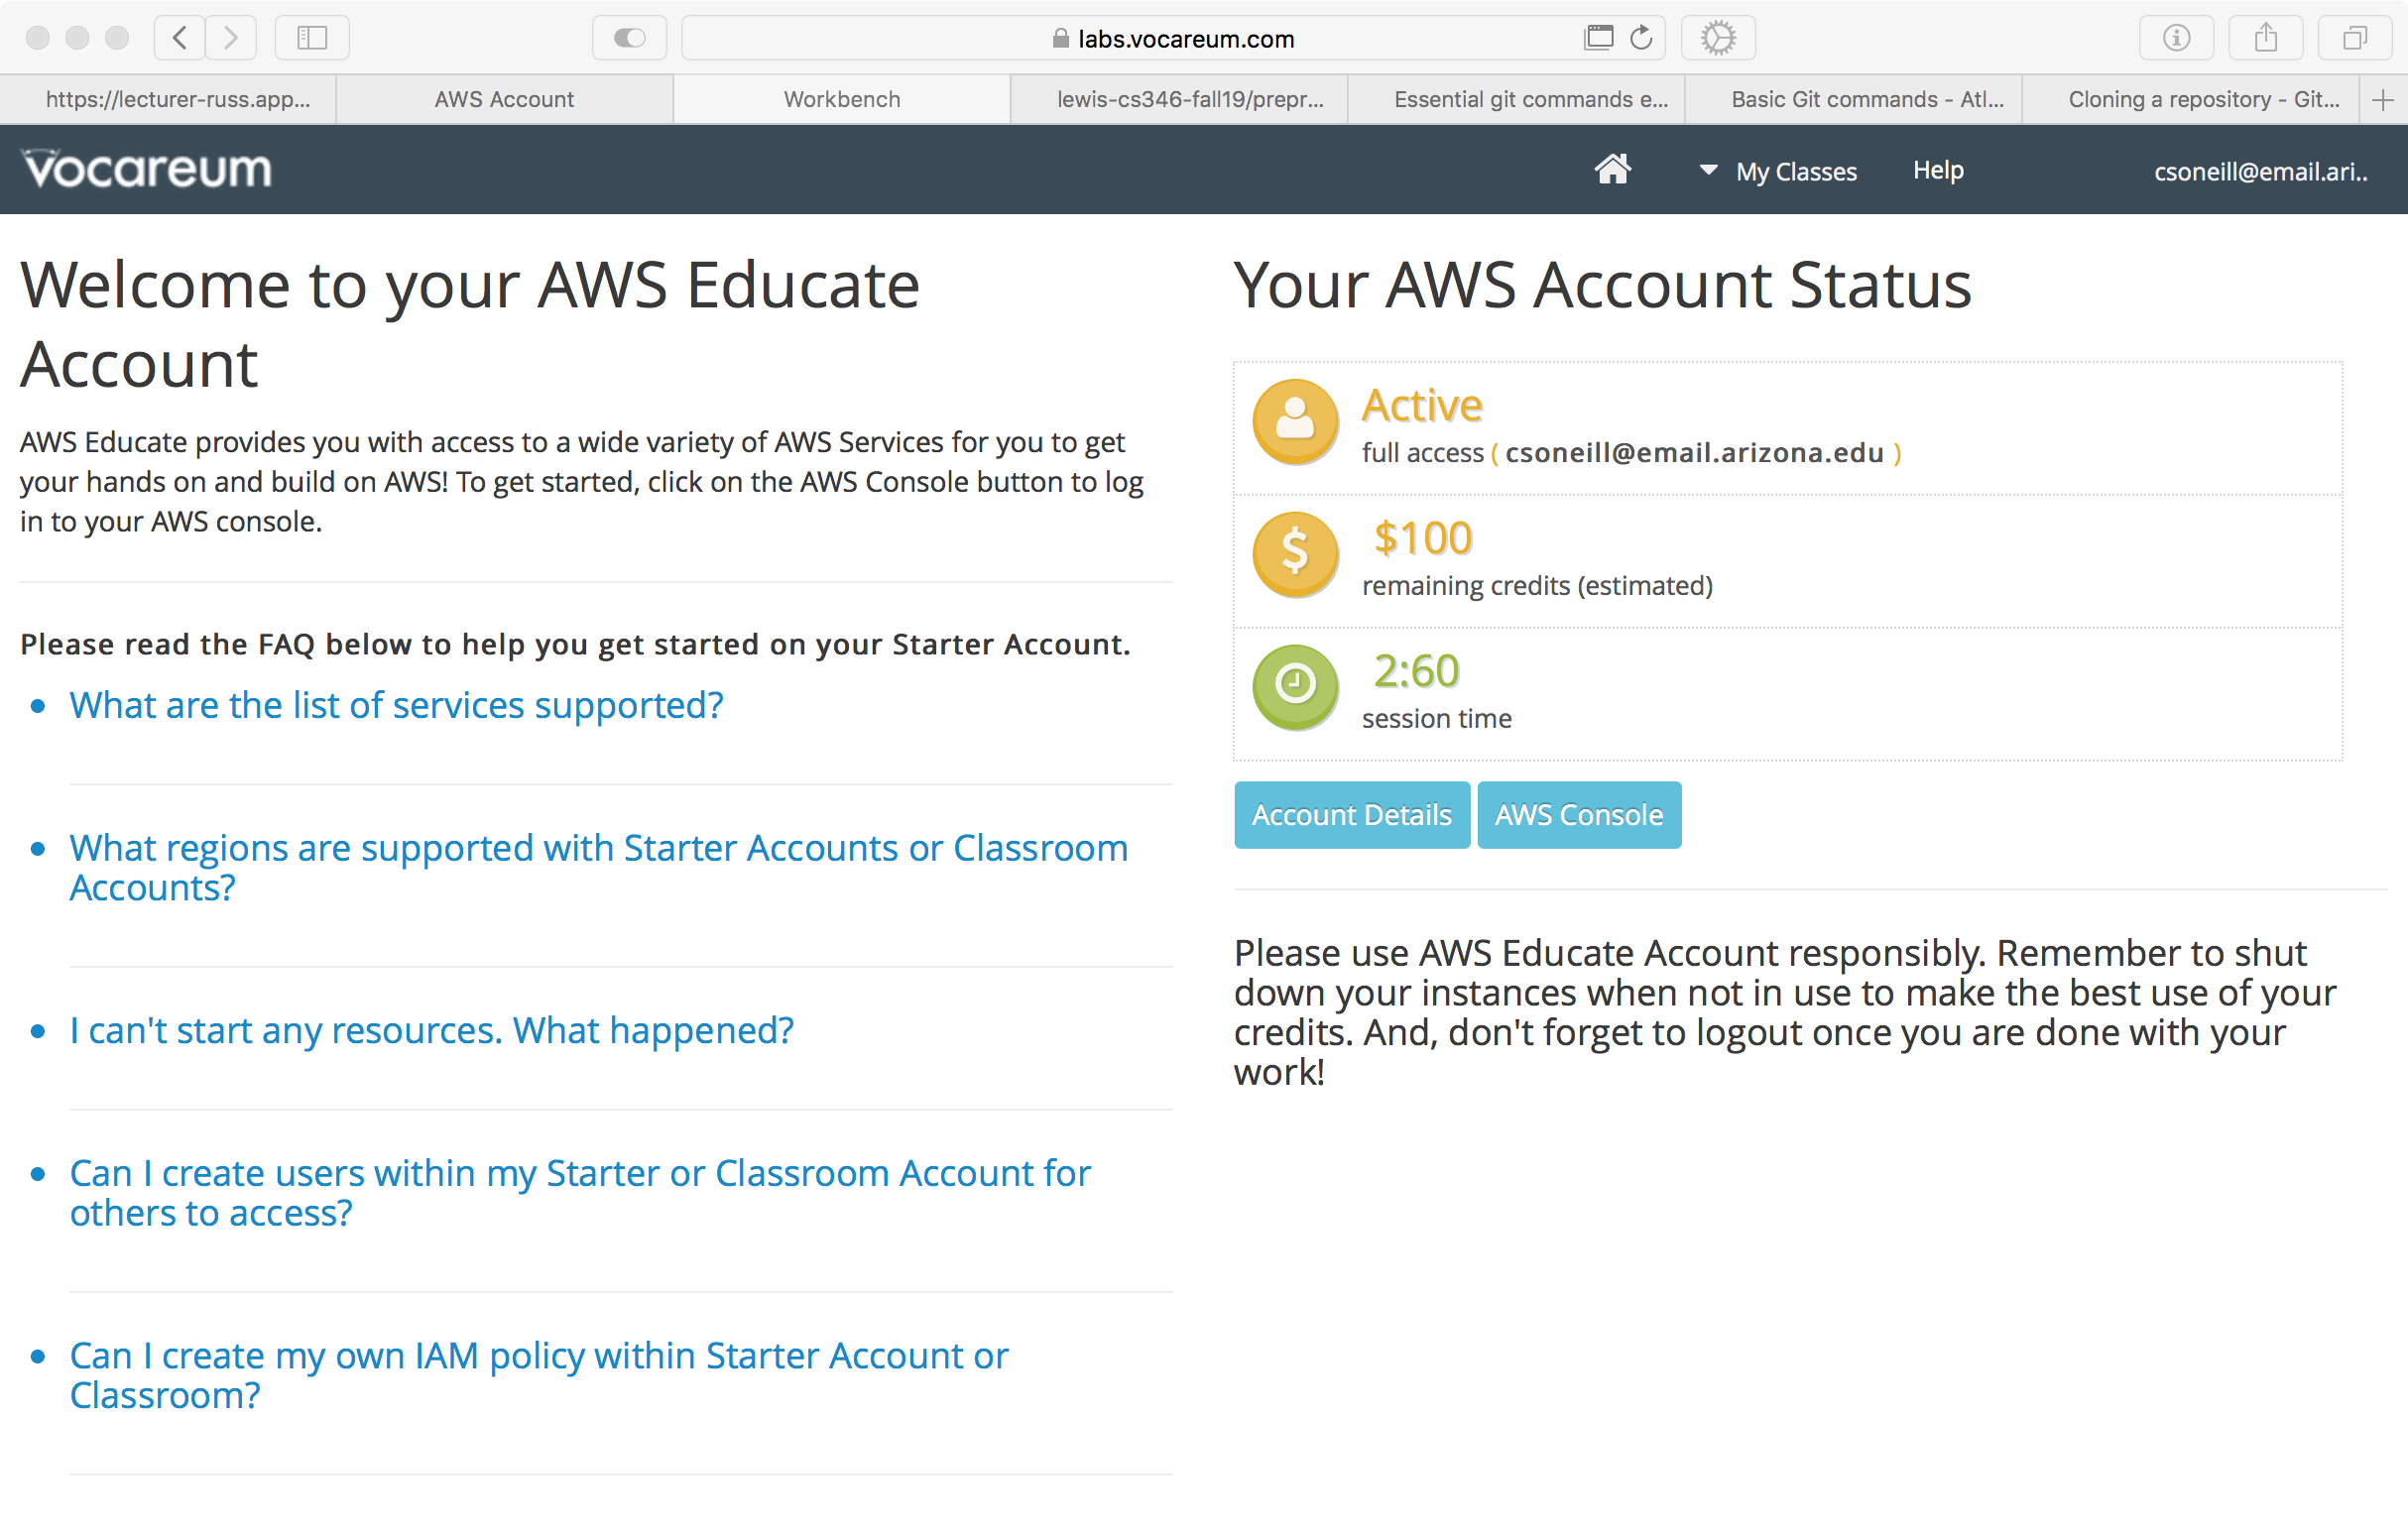 labs.vocareum.com
https://lecturer-russ.app...
AWS Account
Workbench
lewis-cs346-fall19/prepr...
Essential git commands e...
Basic Git commands - Atl...
Cloning a repository - Git...
vocareum
My Classes
Help
csoneill@email.ari..
Welcome to your AWS Educate
Account
AWS Educate provides you with access to a wide variety of AWS Services for you to get
your hands on and build on AWS! To get started, click on the AWS Console button to log
in to your AWS console.
Please read the FAQ below to help you get started on your Starter Account.
What are the list of services supported?
What regions are supported with Starter Accounts or Classroom
Accounts?
I can't start any resources. What happened?
Can I create users within my Starter or Classroom Account for
others to access?
Can I create my own IAM policy within Starter Account or
Classroom?
Your AWS Account Status
Active
full access ( csoneill@email.arizona.edu )
$100
remaining credits (estimated)
2:60
session time
Account Details
AWS Console
Please use AWS Educate Account responsibly. Remember to shut
down your instances when not in use to make the best use of your
credits. And, don't forget to logout once you are done with your
work!